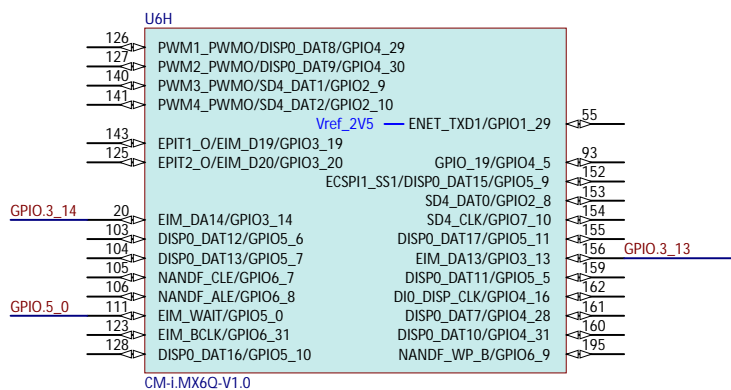 U6H
126 PWM1_PWMO/DISP0_DAT8/GPIO4_29
127 PWM2_PWMO/DISP0_DAT9/GPIO4_30
140 PWM3_PWMO/SD4_DAT1/GPIO2_9
141 PWM4_PWMO/SD4_DAT2/GPIO2_10
Vref_2V5 ENET_TXD1/GPIO1_29 55
143 EPIT1_O/EIM_D19/GPIO3_19
125 EPIT2_O/EIM_D20/GPIO3_20 GPIO_19/GPIO4_5 93
ECSPI1_SS1/DISP0_DAT15/GPIO5_9 152
SD4_DAT0/GPIO2_8 153
GPIO.3_14 20 EIM_DA14/GPIO3_14 SD4_CLK/GPIO7_10 154
103 DISP0_DAT12/GPIO5_6 DISP0_DAT17/GPIO5_11 155
104 DISP0_DAT13/GPIO5_7 EIM_DA13/GPIO3_13 156 GPIO.3_13
105 NANDF_CLE/GPIO6_7 DISP0_DAT11/GPIO5_5 159
106 NANDF_ALE/GPIO6_8 DI0_DISP_CLK/GPIO4_16 162
GPIO.5_0 111 EIM_WAIT/GPIO5_0 DISP0_DAT7/GPIO4_28 161
123 EIM_BCLK/GPIO6_31 DISP0_DAT10/GPIO4_31 160
128 DISP0_DAT16/GPIO5_10 NANDF_WP_B/GPIO6_9 195
CM-i.MX6Q-V1.0